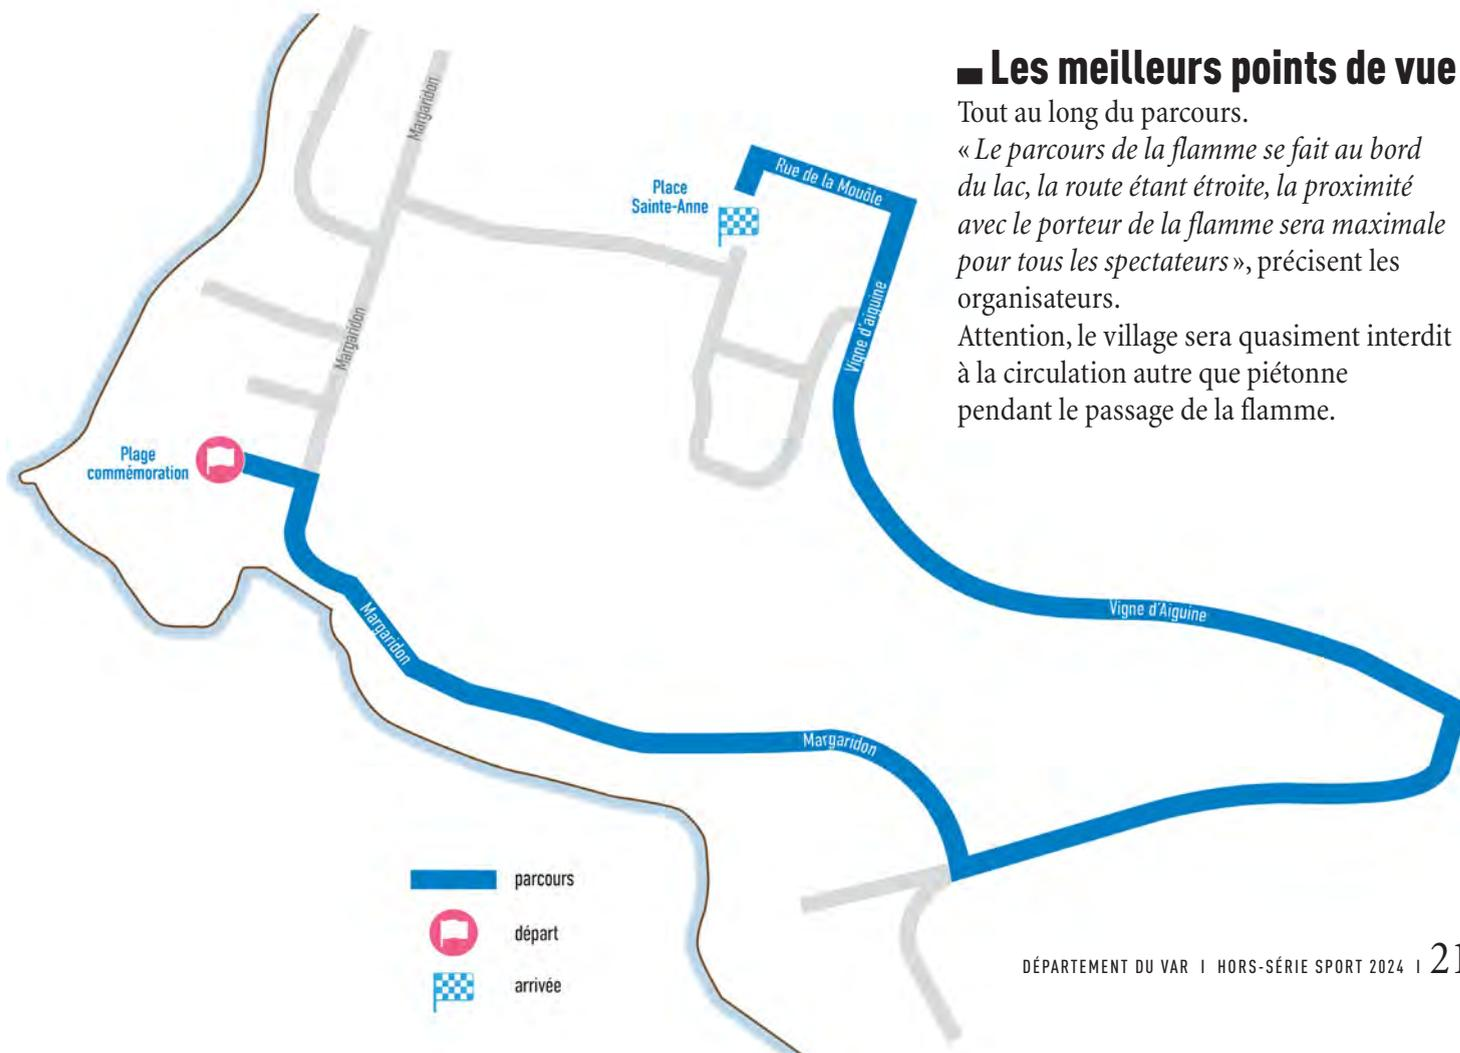 Les meilleurs points de vue
Tout au long du parcours.
« Le parcours de la flamme se fait au bord
du lac, la route étant étroite, la proximité
avec le porteur de la flamme sera maximale
pour tous les spectateurs », précisent les
organisateurs.
Attention, le village sera quasiment interdit
à la circulation autre que piétonne
pendant le passage de la flamme.
Margaridon
Margaridon
Place
Sainte-Anne
Rue de la Mouôle
Vigne d'aiguine
Plage
commémoration
Margaridon
Vigne d'Aiguine
Margaridon
parcours
départ
arrivée
DÉPARTEMENT DU VAR I HORS-SÉRIE SPORT 2024 I 21